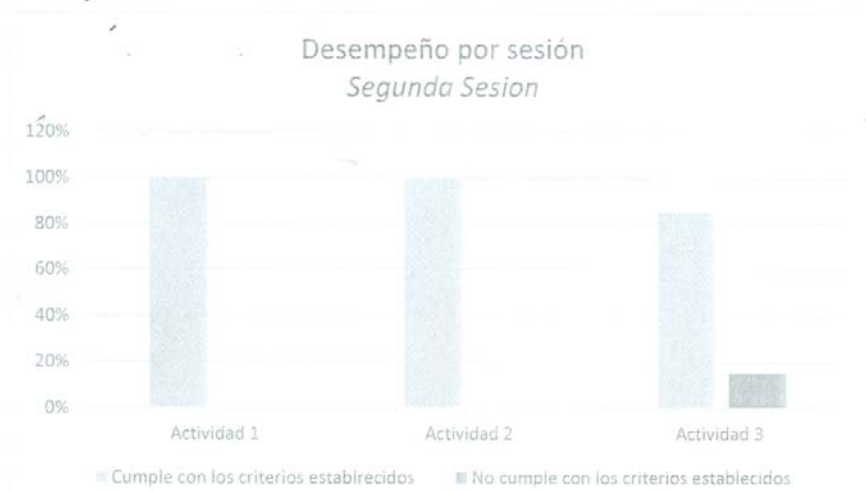 Desempeño por sesión
Segunda Sesion
120%
100%
80%
60%
40%
20%
0%
Actividad 1
Actividad 2
Actividad 3
Cumple con los criterios establrecidos
No cumple con los criterios establecidos